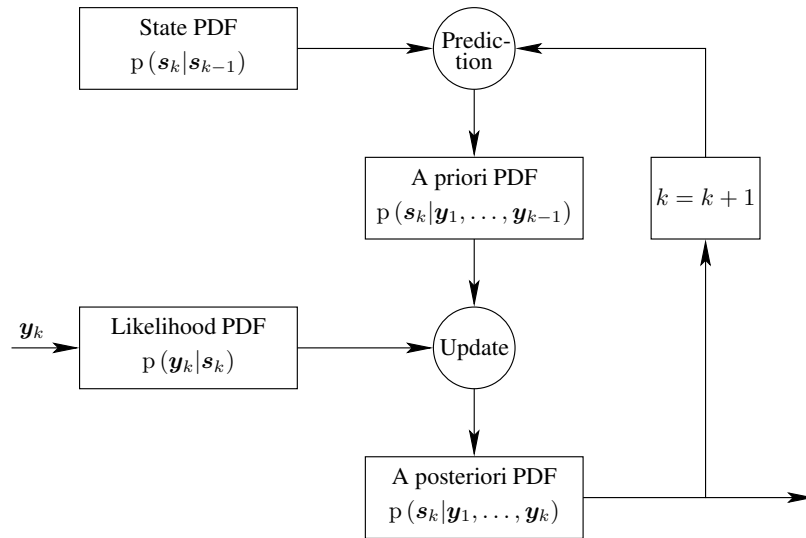 State PDF
p(s_k|s_{k−1})
Predic-
tion
A priori PDF
p(s_k|y_1, . . . , y_{k−1})
k = k + 1
y_k
Likelihood PDF
p(y_k|s_k)
Update
A posteriori PDF
p(s_k|y_1, . . . , y_k)